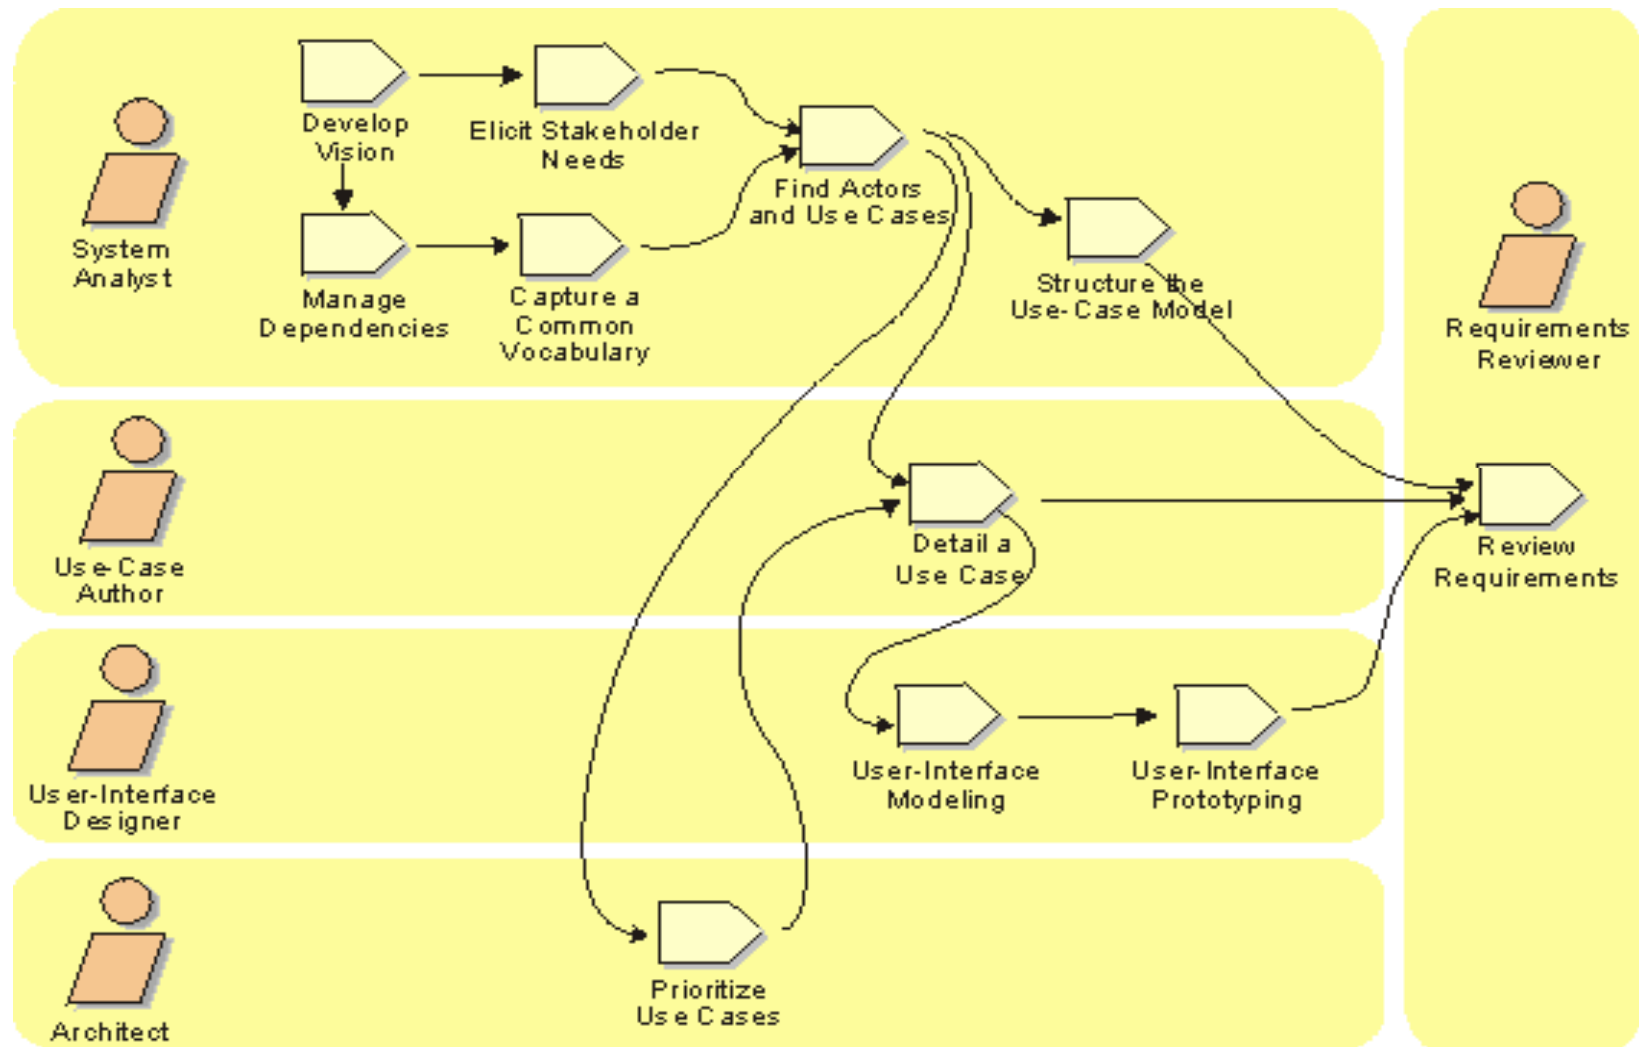 Develop
Vision
Elicit Stakeholder
Needs
Find Actors
and Use Cases
System
Analyst
Manage
Dependencies
Capture a
Common
Vocabulary
Structure the
Use-Case Model
Requirements
Reviewer
Use-Case
Author
Detail a
Use Case
Review
Requirements
User-Interface
Designer
User-Interface
Modeling
User-Interface
Prototyping
Architect
Prioritize
Use Cases